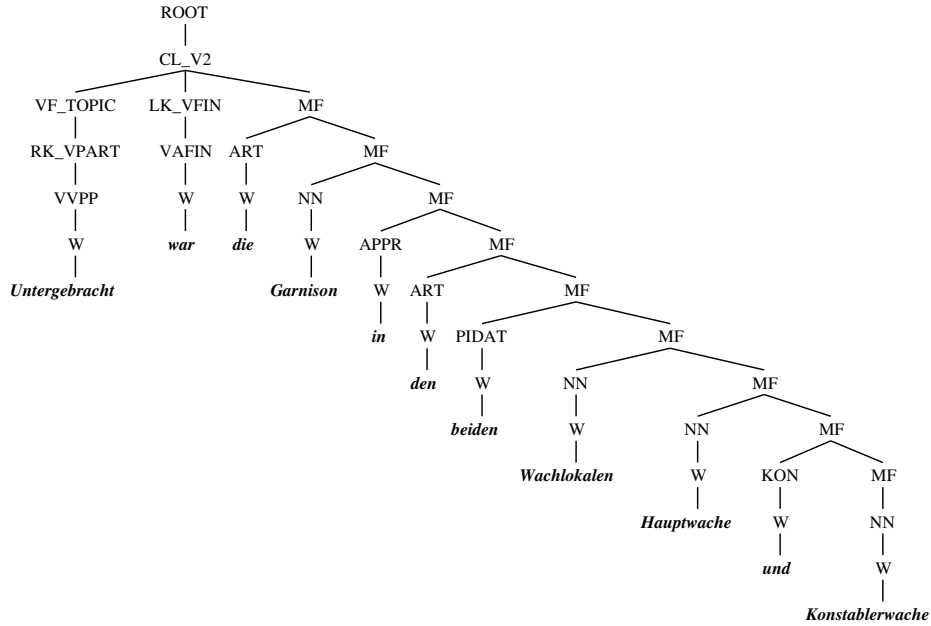 ROOT
CL_V2
VF_TOPIC LK_VFIN MF
RK_VPART VAFIN ART MF
VVPP W W NN MF
W war die W APPR MF
Untergebracht Garnison W ART MF
in W PIDAT MF
den W NN MF
beiden W NN MF
Wachlokalen W KON MF
Hauptwache W NN
und W
Konstablerwache